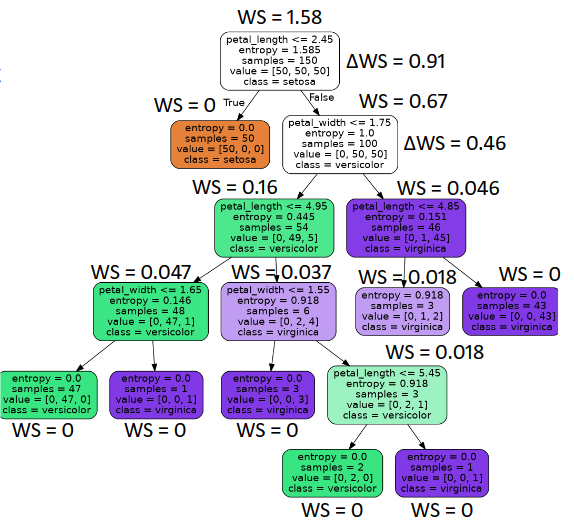 WS = 1.58
petal_length <= 2.45
entropy = 1.585
samples = 150
value = [50, 50, 50]
class = setosa
ΔWS = 0.91
WS = 0
True
False
WS = 0.67
entropy = 0.0
samples = 50
value = [50, 0, 0]
class = setosa
petal_width <= 1.75
entropy = 1.0
samples = 100
value = [0, 50, 50]
class = versicolor
ΔWS = 0.46
WS = 0.16
WS = 0.046
petal_length <= 4.95
entropy = 0.445
samples = 54
value = [0, 49, 5]
class = versicolor
petal_length <= 4.85
entropy = 0.151
samples = 46
value = [0, 1, 45]
class = virginica
WS = 0.047
WS = 0.037
WS = 0.018
WS = 0
petal_width <= 1.65
entropy = 0.146
samples = 48
value = [0, 47, 1]
class = versicolor
petal_width <= 1.55
entropy = 0.918
samples = 6
value = [0, 2, 4]
class = virginica
entropy = 0.918
samples = 3
value = [0, 1, 2]
class = virginica
entropy = 0.0
samples = 43
value = [0, 0, 43]
class = virginica
WS = 0.018
entropy = 0.0
samples = 47
value = [0, 47, 0]
class = versicolor
WS = 0
entropy = 0.0
samples = 1
value = [0, 0, 1]
class = virginica
WS = 0
entropy = 0.0
samples = 3
value = [0, 0, 3]
class = virginica
WS = 0
petal_length <= 5.45
entropy = 0.918
samples = 3
value = [0, 2, 1]
class = versicolor
entropy = 0.0
samples = 2
value = [0, 2, 0]
class = versicolor
WS = 0
entropy = 0.0
samples = 1
value = [0, 0, 1]
class = virginica
WS = 0